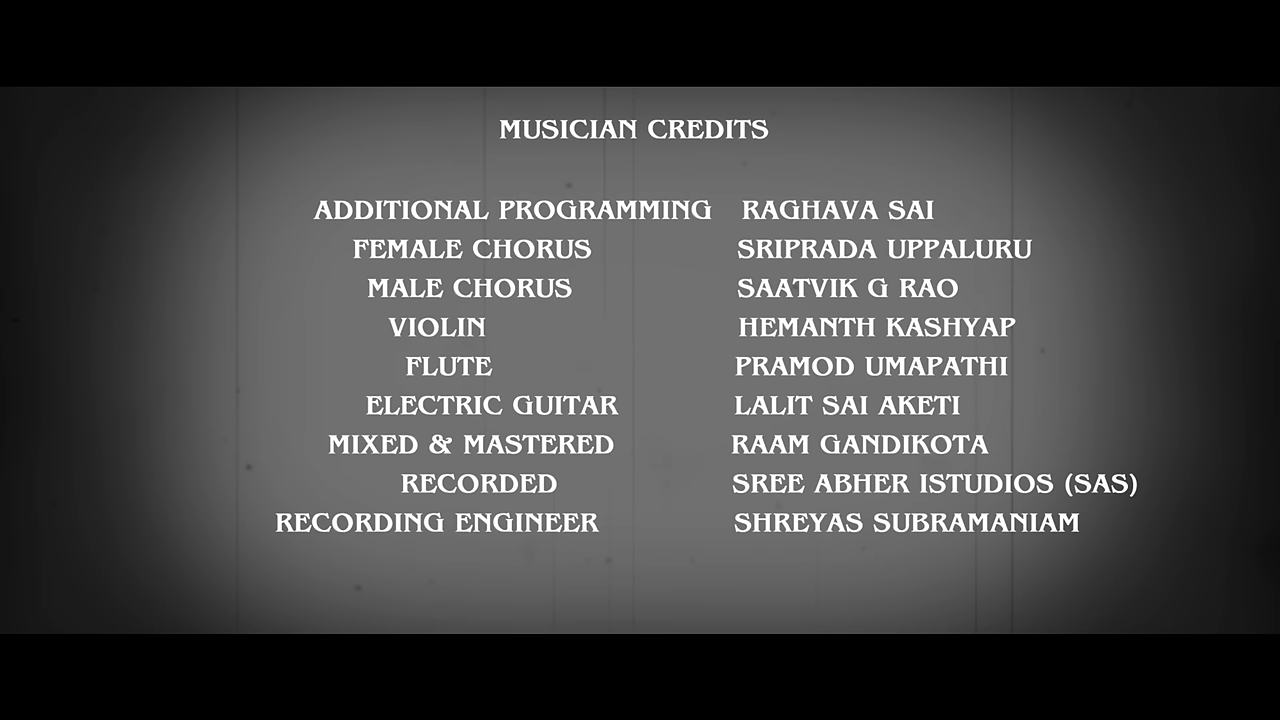 MUSICIAN CREDITS
ADDITIONAL PROGRAMMING RAGHAVA SAI
FEMALE CHORUS SRIPRADA UPPALURU
MALE CHORUS SAATVIK G RAO
VIOLIN HEMANTH KASHYAP
FLUTE PRAMOD UMAPATHI
ELECTRIC GUITAR LALIT SAI AKETI
MIXED & MASTERED RAAM GANDIKOTA
RECORDED SREE ABHER ISTUDIOS (SAS)
RECORDING ENGINEER SHREYAS SUBRAMANIAM